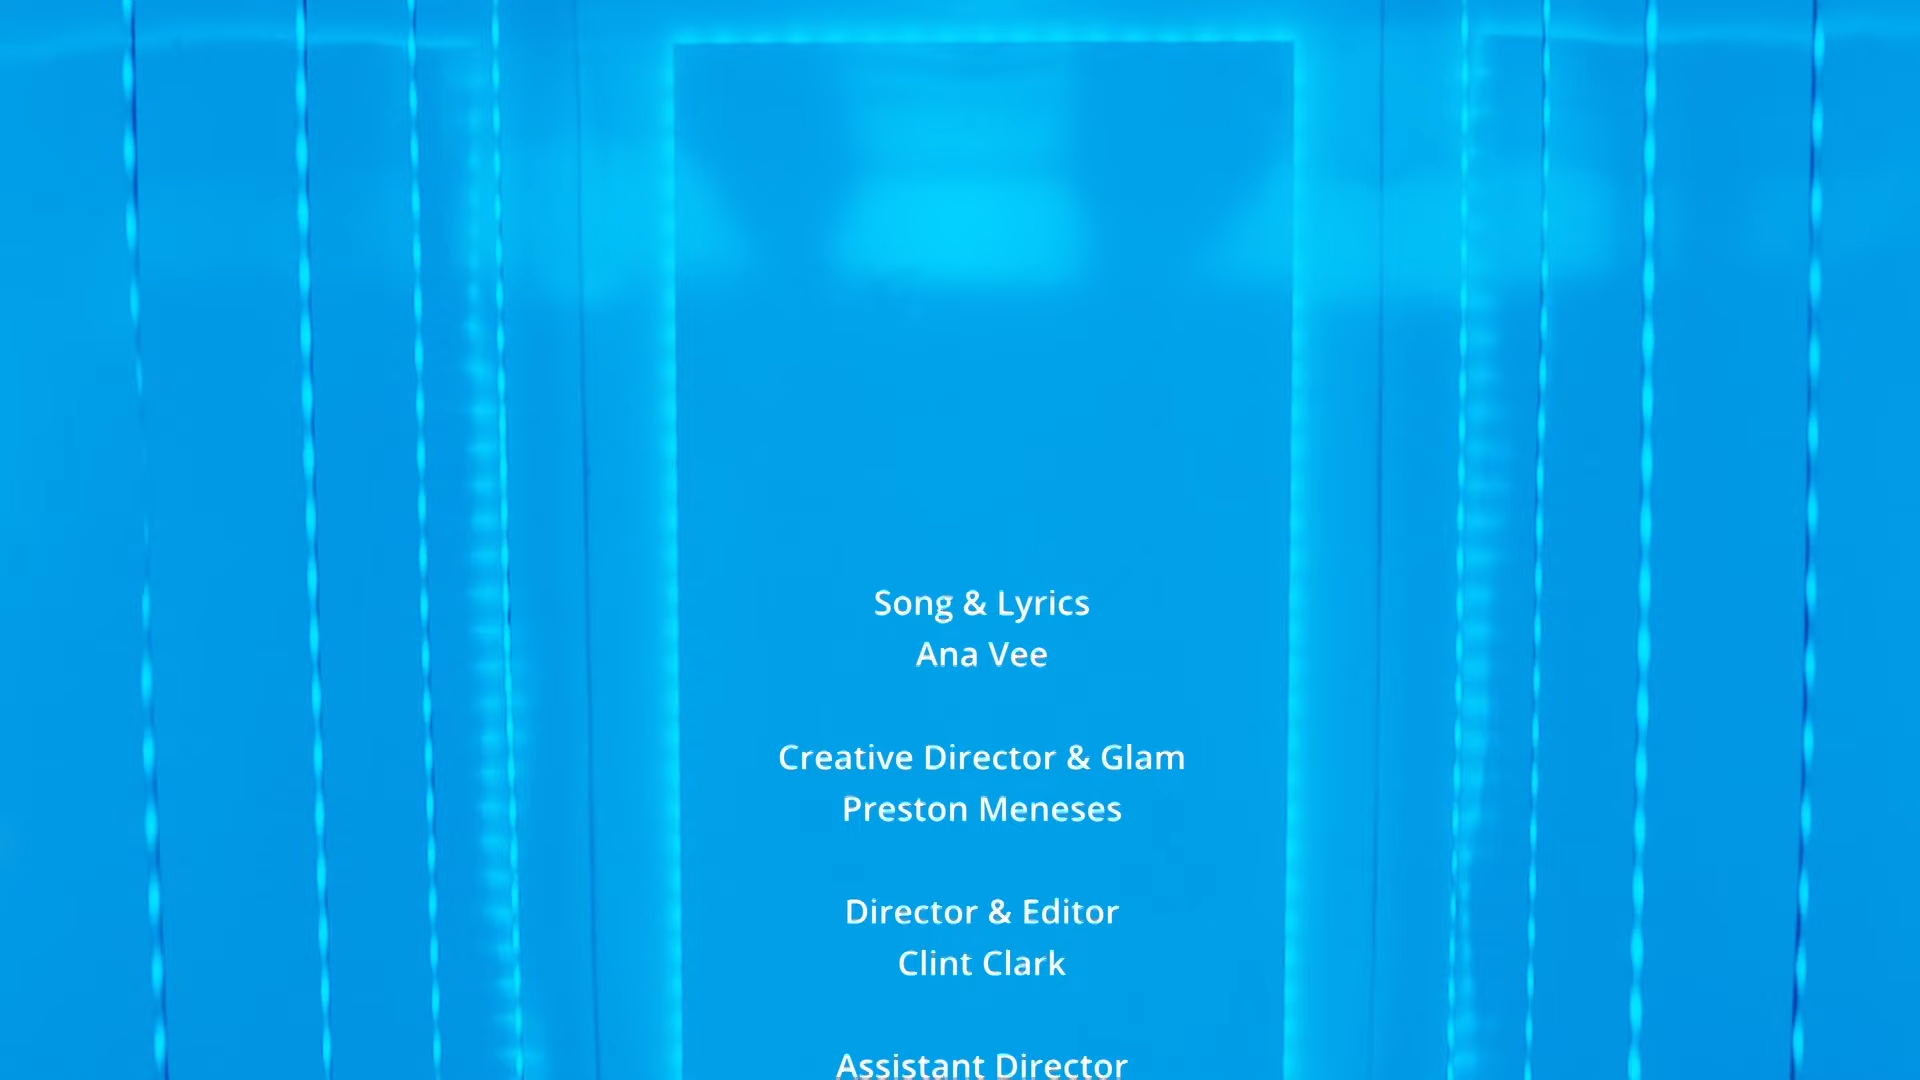 Song & Lyrics
Ana Vee
Creative Director & Glam
Preston Meneses
Director & Editor
Clint Clark
Assistant Director